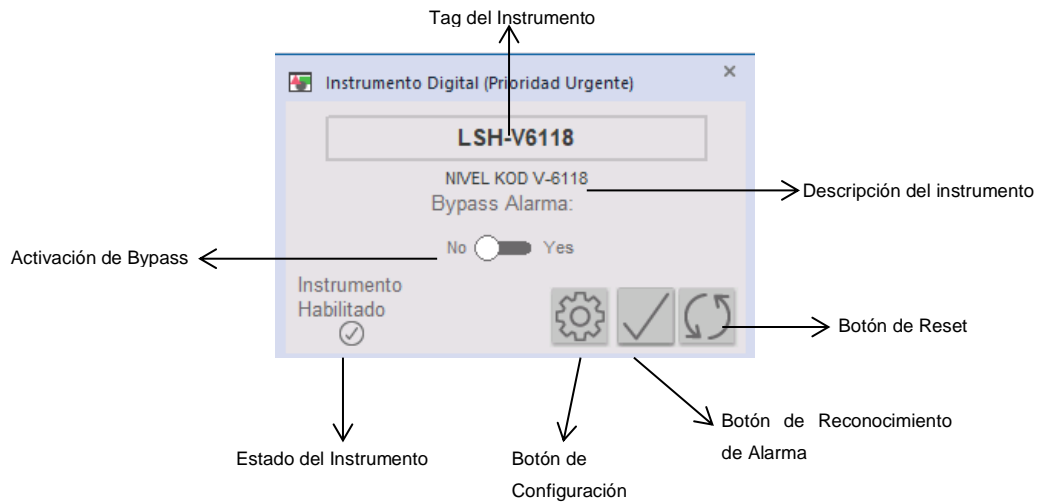 Tag del Instrumento
Instrumento Digital (Prioridad Urgente)
LSH-V6118
NIVEL KOD V-6118
Descripción del instrumento
Bypass Alarma:
Activación de Bypass
No Yes
Instrumento
Habilitado
Botón de Reset
Botón de Reconocimiento
de Alarma
Estado del Instrumento
Botón de
Configuración